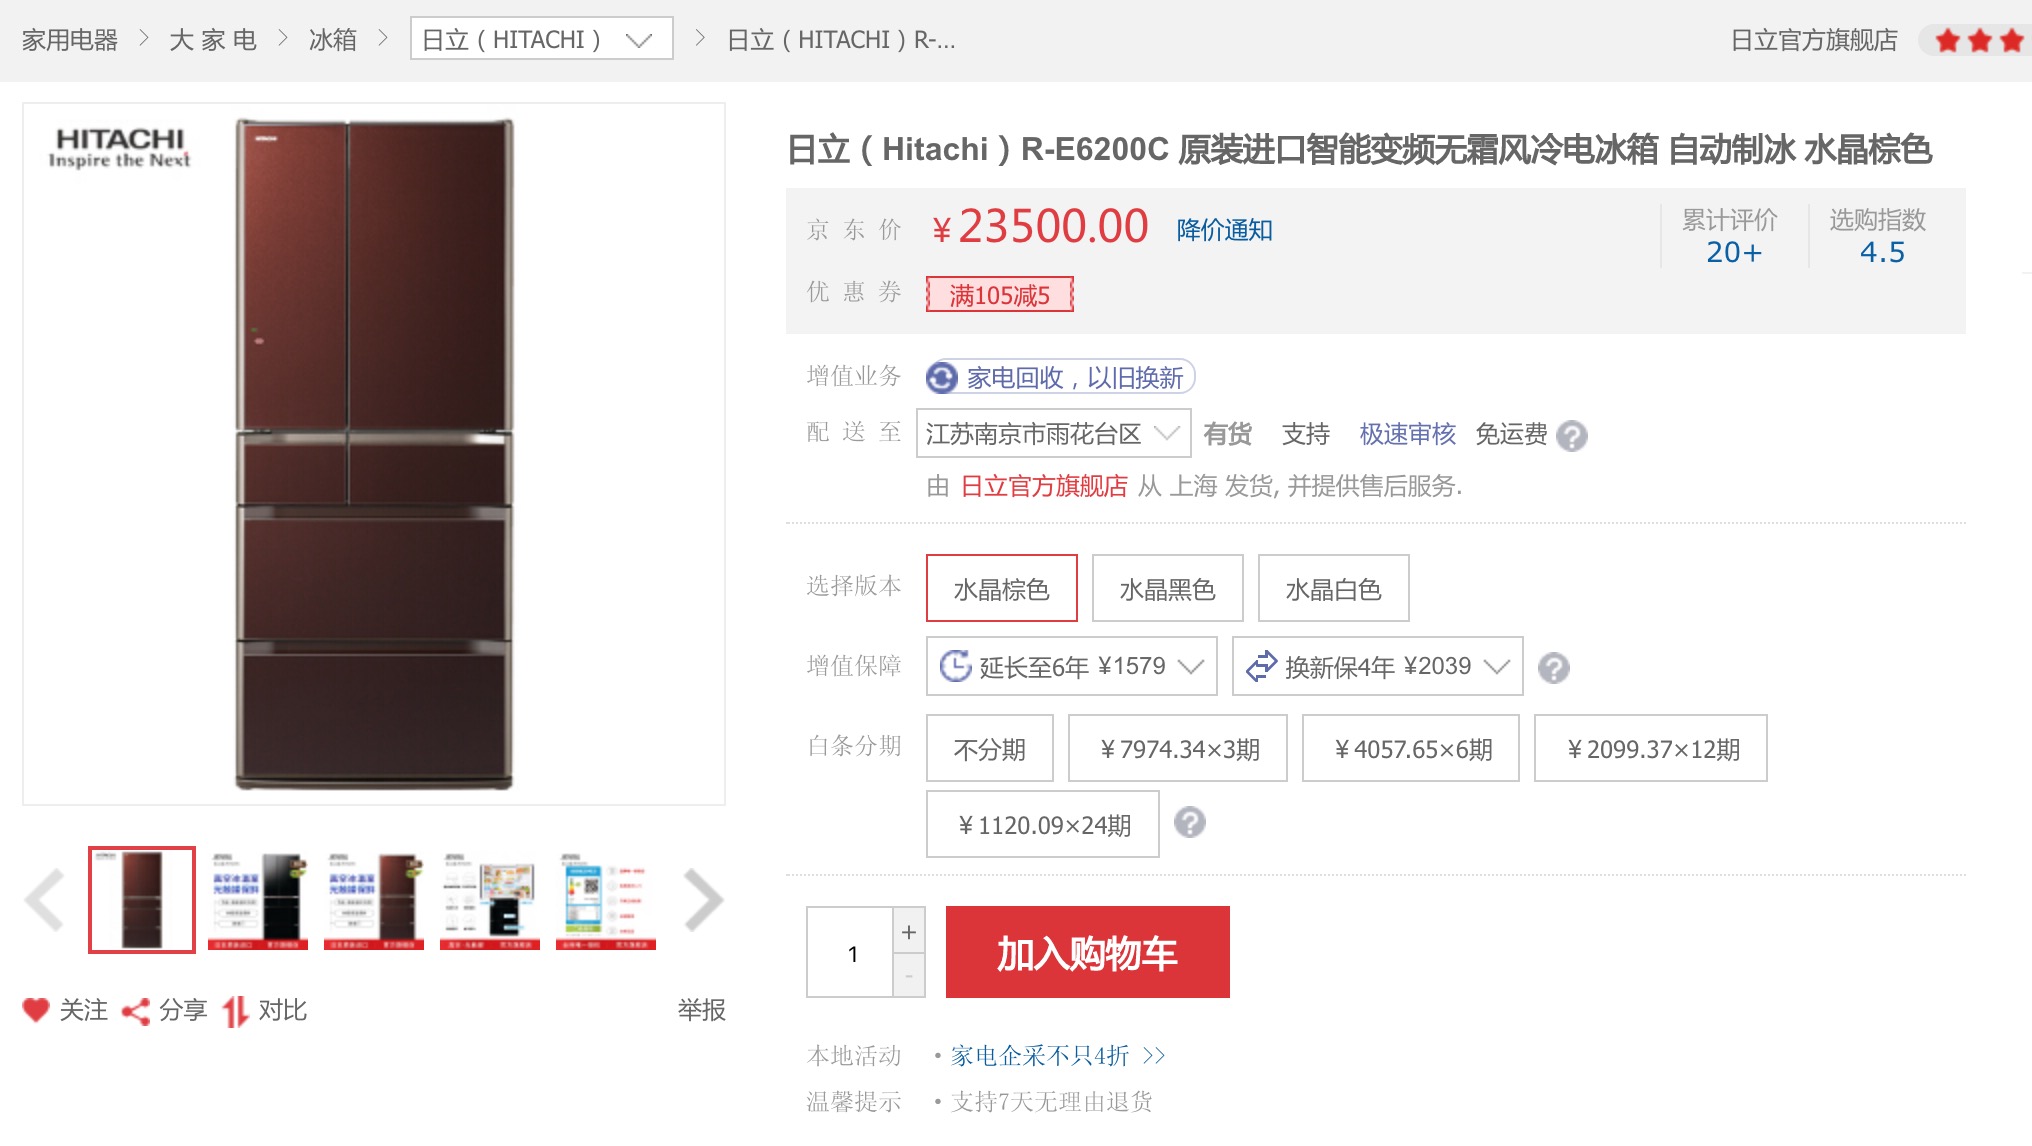 家用电器 > 大 家 电 > 冰箱 > 日立（HITACHI） > 日立（HITACHI）R-...
日立官方旗舰店
HITACHI
Inspire the Next
HITACHI
日立（Hitachi）R-E6200C 原装进口智能变频无霜风冷电冰箱 自动制冰 水晶棕色
京 东 价 ￥23500.00 降价通知
累计评价 20+
选购指数 4.5
优 惠 券 满105减5
增值业务 家电回收，以旧换新
配 送 至 江苏南京市雨花台区 有货 支持 极速审核 免运费 ?
由 日立官方旗舰店 从 上海 发货, 并提供售后服务.
选择版本 水晶棕色 水晶黑色 水晶白色
增值保障 延长至6年 ¥1579 换新保4年 ¥2039 ?
白条分期 不分期 ￥7974.34×3期 ￥4057.65×6期 ￥2099.37×12期
￥1120.09×24期 ?
1 + -
加入购物车
关注 分享 对比 举报
本地活动 • 家电企采不只4折 >>
温馨提示 • 支持7天无理由退货